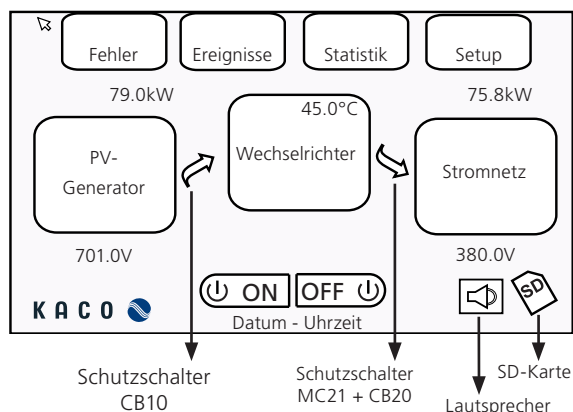 Fehler
Ereignisse
Statistik
Setup
79.0kW
45.0°C
75.8kW
PV-
Generator
Wechselrichter
Stromnetz
701.0V
380.0V
ON
OFF
SD
KACO
Datum - Uhrzeit
Schutzschalter
CB10
Schutzschalter
MC21 + CB20
SD-Karte
Lautsprecher